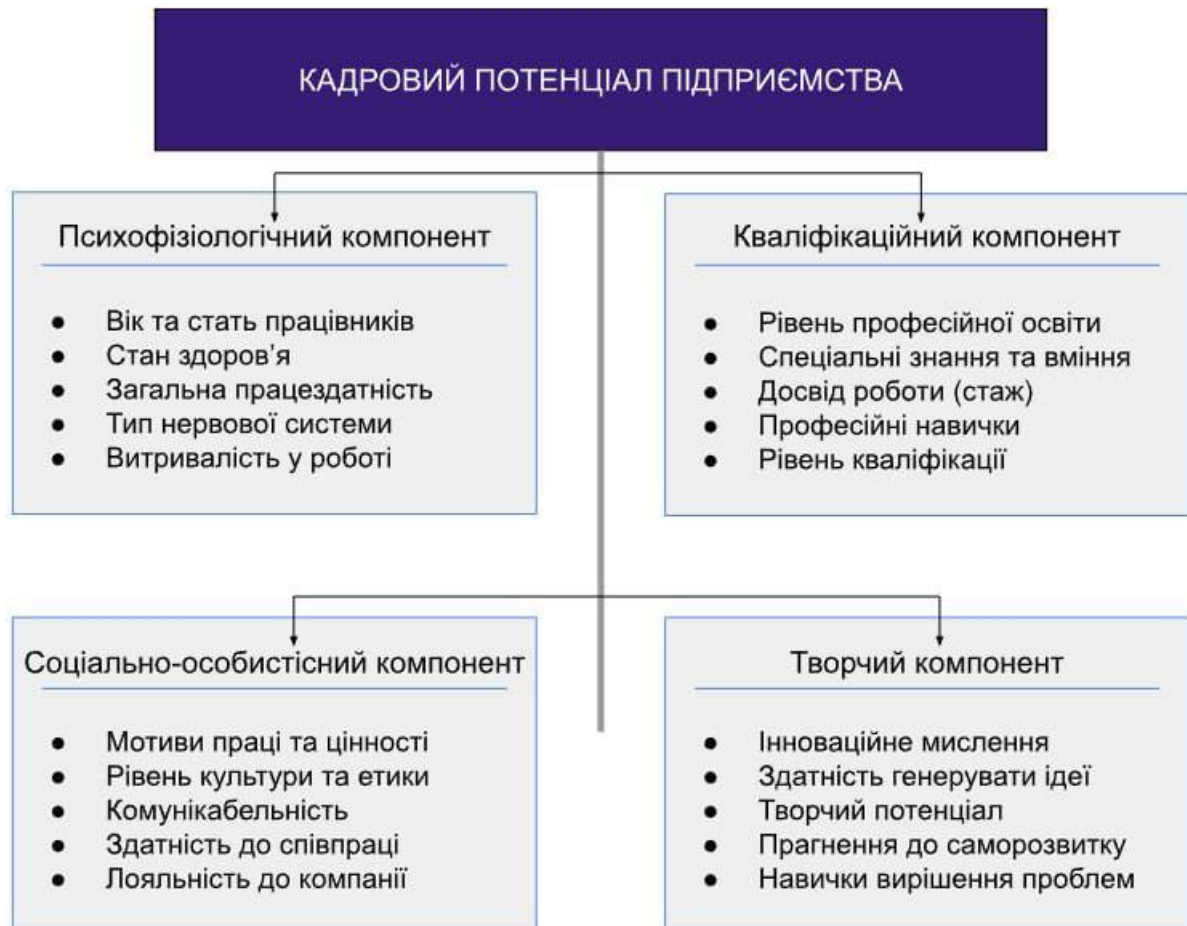 КАДРОВИЙ ПОТЕНЦІАЛ ПІДПРИЄМСТВА
Психофізіологічний компонент
● Вік та стать працівників
● Стан здоров’я
● Загальна працездатність
● Тип нервової системи
● Витривалість у роботі
Кваліфікаційний компонент
● Рівень професійної освіти
● Спеціальні знання та вміння
● Досвід роботи (стаж)
● Професійні навички
● Рівень кваліфікації
Соціально-особистісний компонент
● Мотиви праці та цінності
● Рівень культури та етики
● Комунікабельність
● Здатність до співпраці
● Лояльність до компанії
Творчий компонент
● Інноваційне мислення
● Здатність генерувати ідеї
● Творчий потенціал
● Прагнення до саморозвитку
● Навички вирішення проблем